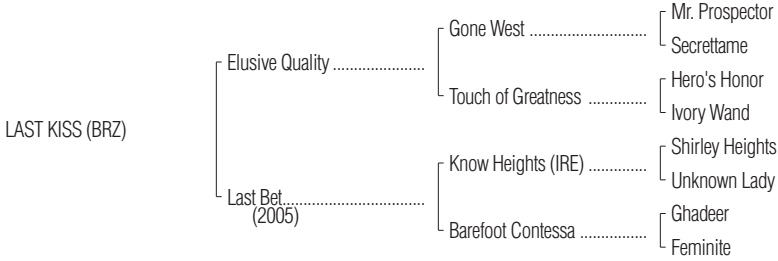 Mr. Prospector
Gone West ........................
Secrettame
Elusive Quality ...................
Hero's Honor
Touch of Greatness ............
Ivory Wand
LAST KISS (BRZ)
Shirley Heights
Know Heights (IRE) ............
Unknown Lady
Last Bet..............................
(2005)
Ghadeer
Barefoot Contessa ..............
Feminite